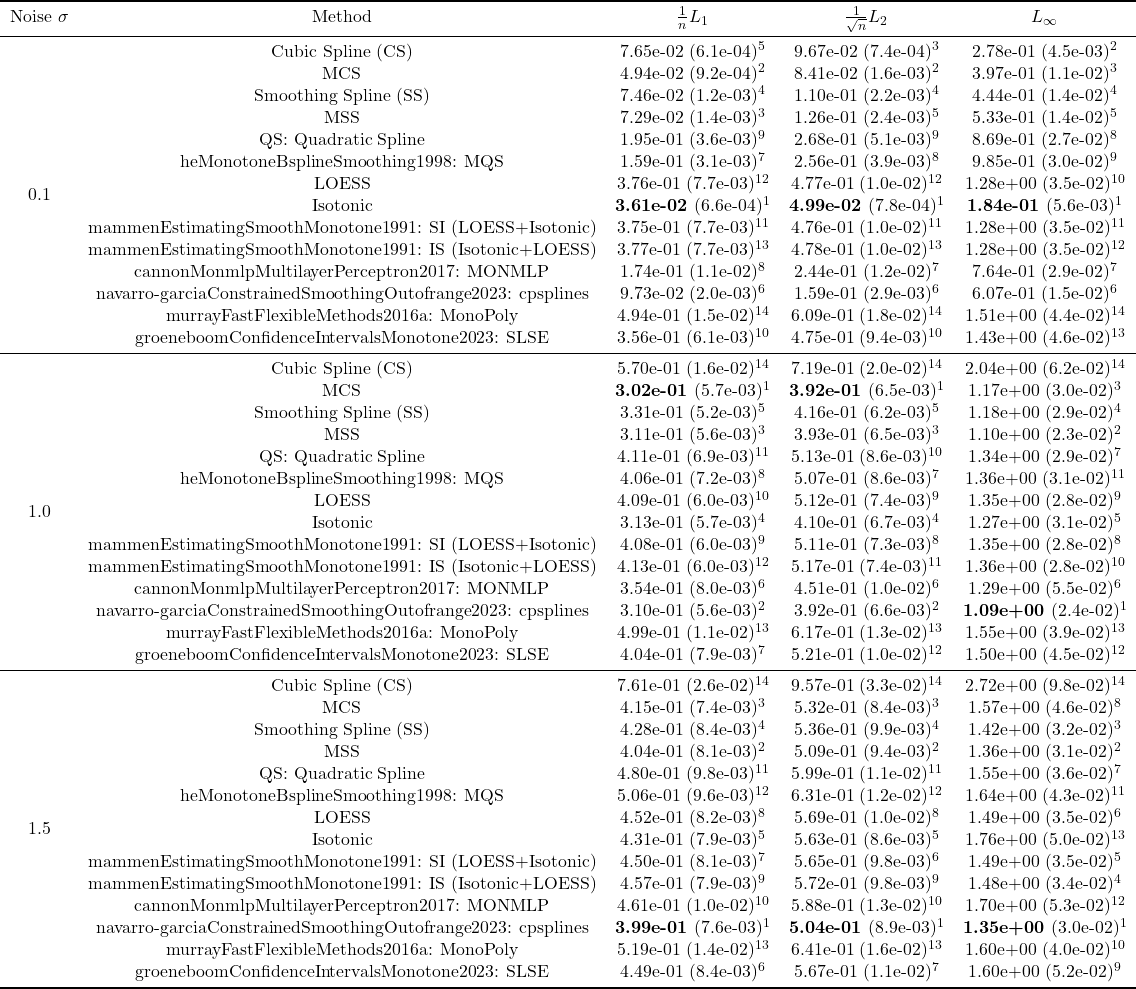 Noise σ Method 1/n L₁ 1/√n L₂ L∞
0.1
Cubic Spline (CS) 7.65e-02 (6.1e-04)⁵ 9.67e-02 (7.4e-04)³ 2.78e-01 (4.5e-03)²
MCS 4.94e-02 (9.2e-04)² 8.41e-02 (1.6e-03)² 3.97e-01 (1.1e-02)³
Smoothing Spline (SS) 7.46e-02 (1.2e-03)⁴ 1.10e-01 (2.2e-03)⁴ 4.44e-01 (1.4e-02)⁴
MSS 7.29e-02 (1.4e-03)³ 1.26e-01 (2.4e-03)⁵ 5.33e-01 (1.4e-02)⁵
QS: Quadratic Spline 1.95e-01 (3.6e-03)⁹ 2.68e-01 (5.1e-03)⁹ 8.69e-01 (2.7e-02)⁸
heMonotoneBsplineSmoothing1998: MQS 1.59e-01 (3.1e-03)⁷ 2.56e-01 (3.9e-03)⁸ 9.85e-01 (3.0e-02)⁹
LOESS 3.76e-01 (7.7e-03)¹² 4.77e-01 (1.0e-02)¹² 1.28e+00 (3.5e-02)¹⁰
Isotonic 3.61e-02 (6.6e-04)¹ 4.99e-02 (7.8e-04)¹ 1.84e-01 (5.6e-03)¹
mammenEstimatingSmoothMonotone1991: SI (LOESS+Isotonic) 3.75e-01 (7.7e-03)¹¹ 4.76e-01 (1.0e-02)¹¹ 1.28e+00 (3.5e-02)¹¹
mammenEstimatingSmoothMonotone1991: IS (Isotonic+LOESS) 3.77e-01 (7.7e-03)¹³ 4.78e-01 (1.0e-02)¹³ 1.28e+00 (3.5e-02)¹²
cannonMonmlpMultilayerPerceptron2017: MONMLP 1.74e-01 (1.1e-02)⁸ 2.44e-01 (1.2e-02)⁷ 7.64e-01 (2.9e-02)⁷
navarro-garciaConstrainedSmoothingOutofrange2023: cpsplines 9.73e-02 (2.0e-03)⁶ 1.59e-01 (2.9e-03)⁶ 6.07e-01 (1.5e-02)⁶
murrayFastFlexibleMethods2016a: MonoPoly 4.94e-01 (1.5e-02)¹⁴ 6.09e-01 (1.8e-02)¹⁴ 1.51e+00 (4.4e-02)¹⁴
groeneboomConfidenceIntervalsMonotone2023: SLSE 3.56e-01 (6.1e-03)¹⁰ 4.75e-01 (9.4e-03)¹⁰ 1.43e+00 (4.6e-02)¹³
1.0
Cubic Spline (CS) 5.70e-01 (1.6e-02)¹⁴ 7.19e-01 (2.0e-02)¹⁴ 2.04e+00 (6.2e-02)¹⁴
MCS 3.02e-01 (5.7e-03)¹ 3.92e-01 (6.5e-03)¹ 1.17e+00 (3.0e-02)³
Smoothing Spline (SS) 3.31e-01 (5.2e-03)⁵ 4.16e-01 (6.2e-03)⁵ 1.18e+00 (2.9e-02)⁴
MSS 3.11e-01 (5.6e-03)³ 3.93e-01 (6.5e-03)³ 1.10e+00 (2.3e-02)²
QS: Quadratic Spline 4.11e-01 (6.9e-03)¹¹ 5.13e-01 (8.6e-03)¹⁰ 1.34e+00 (2.9e-02)⁷
heMonotoneBsplineSmoothing1998: MQS 4.06e-01 (7.2e-03)⁸ 5.07e-01 (8.6e-03)⁷ 1.36e+00 (3.1e-02)¹¹
LOESS 4.09e-01 (6.0e-03)¹⁰ 5.12e-01 (7.4e-03)⁹ 1.35e+00 (2.8e-02)⁹
Isotonic 3.13e-01 (5.7e-03)⁴ 4.10e-01 (6.7e-03)⁴ 1.27e+00 (3.1e-02)⁵
mammenEstimatingSmoothMonotone1991: SI (LOESS+Isotonic) 4.08e-01 (6.0e-03)⁹ 5.11e-01 (7.3e-03)⁸ 1.35e+00 (2.8e-02)⁸
mammenEstimatingSmoothMonotone1991: IS (Isotonic+LOESS) 4.13e-01 (6.0e-03)¹² 5.17e-01 (7.4e-03)¹¹ 1.36e+00 (2.8e-02)¹⁰
cannonMonmlpMultilayerPerceptron2017: MONMLP 3.54e-01 (8.0e-03)⁶ 4.51e-01 (1.0e-02)⁶ 1.29e+00 (5.5e-02)⁶
navarro-garciaConstrainedSmoothingOutofrange2023: cpsplines 3.10e-01 (5.6e-03)² 3.92e-01 (6.6e-03)² 1.09e+00 (2.4e-02)¹
murrayFastFlexibleMethods2016a: MonoPoly 4.99e-01 (1.1e-02)¹³ 6.17e-01 (1.3e-02)¹³ 1.55e+00 (3.9e-02)¹³
groeneboomConfidenceIntervalsMonotone2023: SLSE 4.04e-01 (7.9e-03)⁷ 5.21e-01 (1.0e-02)¹² 1.50e+00 (4.5e-02)¹²
1.5
Cubic Spline (CS) 7.61e-01 (2.6e-02)¹⁴ 9.57e-01 (3.3e-02)¹⁴ 2.72e+00 (9.8e-02)¹⁴
MCS 4.15e-01 (7.4e-03)³ 5.32e-01 (8.4e-03)³ 1.57e+00 (4.6e-02)⁸
Smoothing Spline (SS) 4.28e-01 (8.4e-03)⁴ 5.36e-01 (9.9e-03)⁴ 1.42e+00 (3.2e-02)³
MSS 4.04e-01 (8.1e-03)² 5.09e-01 (9.4e-03)² 1.36e+00 (3.1e-02)²
QS: Quadratic Spline 4.80e-01 (9.8e-03)¹¹ 5.99e-01 (1.1e-02)¹¹ 1.55e+00 (3.6e-02)⁷
heMonotoneBsplineSmoothing1998: MQS 5.06e-01 (9.6e-03)¹² 6.31e-01 (1.2e-02)¹² 1.64e+00 (4.3e-02)¹¹
LOESS 4.52e-01 (8.2e-03)⁸ 5.69e-01 (1.0e-02)⁸ 1.49e+00 (3.5e-02)⁶
Isotonic 4.31e-01 (7.9e-03)⁵ 5.63e-01 (8.6e-03)⁵ 1.76e+00 (5.0e-02)¹³
mammenEstimatingSmoothMonotone1991: SI (LOESS+Isotonic) 4.50e-01 (8.1e-03)⁷ 5.65e-01 (9.8e-03)⁶ 1.49e+00 (3.5e-02)⁵
mammenEstimatingSmoothMonotone1991: IS (Isotonic+LOESS) 4.57e-01 (7.9e-03)⁹ 5.72e-01 (9.8e-03)⁹ 1.48e+00 (3.4e-02)⁴
cannonMonmlpMultilayerPerceptron2017: MONMLP 4.61e-01 (1.0e-02)¹⁰ 5.88e-01 (1.3e-02)¹⁰ 1.70e+00 (5.3e-02)¹²
navarro-garciaConstrainedSmoothingOutofrange2023: cpsplines 3.99e-01 (7.6e-03)¹ 5.04e-01 (8.9e-03)¹ 1.35e+00 (3.0e-02)¹
murrayFastFlexibleMethods2016a: MonoPoly 5.19e-01 (1.4e-02)¹³ 6.41e-01 (1.6e-02)¹³ 1.60e+00 (4.0e-02)¹⁰
groeneboomConfidenceIntervalsMonotone2023: SLSE 4.49e-01 (8.4e-03)⁶ 5.67e-01 (1.1e-02)⁷ 1.60e+00 (5.2e-02)⁹